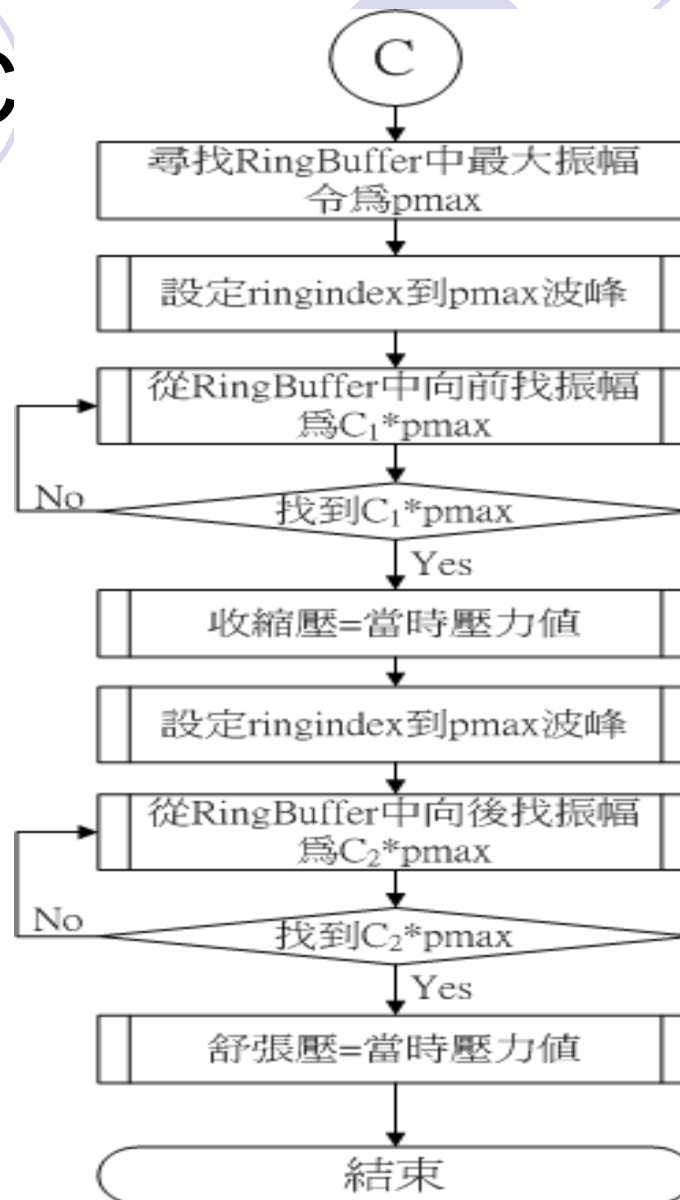 C
尋找RingBuffer中最大振幅
令爲pmax
設定ringindex到pmax波峰
從RingBuffer中向前找振幅
爲C₁*pmax
No
找到C₁*pmax
Yes
收縮壓=當時壓力値
設定ringindex到pmax波峰
從RingBuffer中向後找振幅
爲C₂*pmax
No
找到C₂*pmax
Yes
舒張壓=當時壓力値
結束